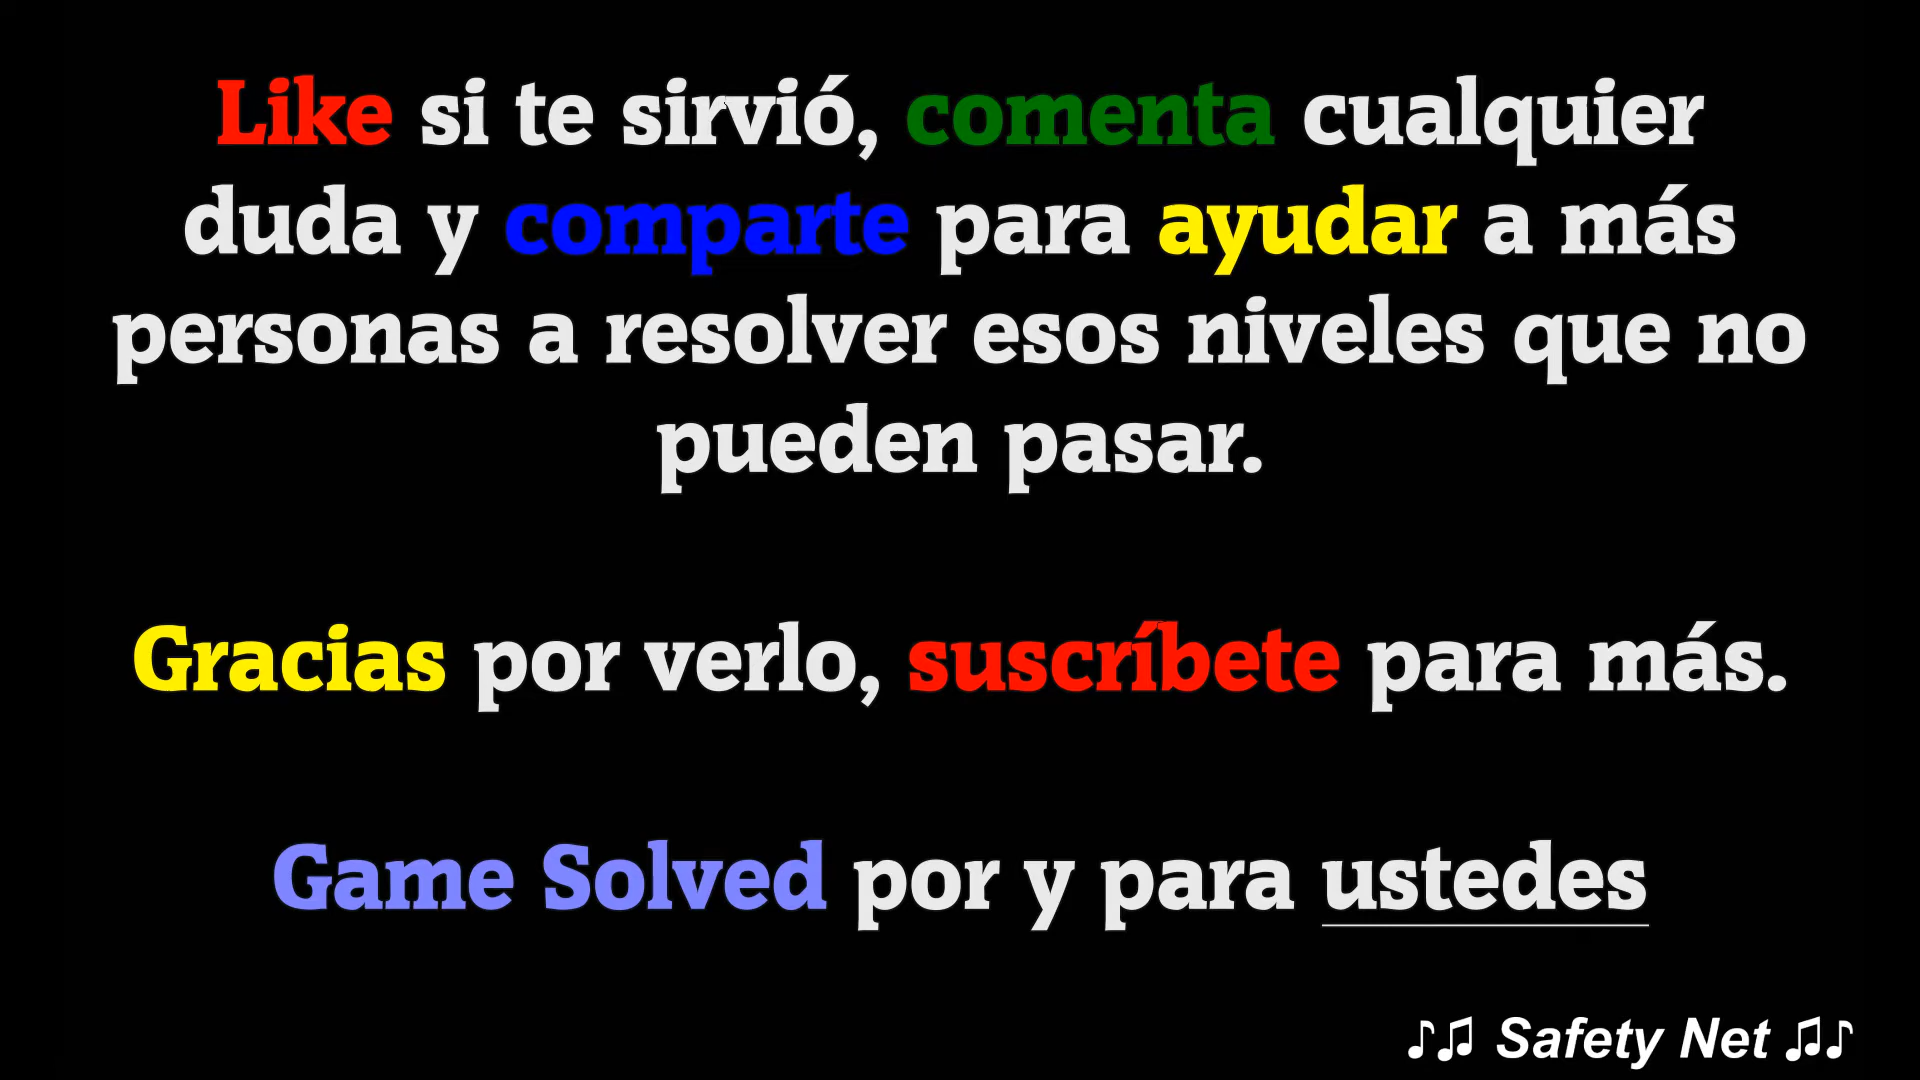 Like si te sirvió, comenta cualquier
duda y comparte para ayudar a más
personas a resolver esos niveles que no
pueden pasar.
Gracias por verlo, suscríbete para más.
Game Solved por y para ustedes
♪♫ Safety Net ♫♪